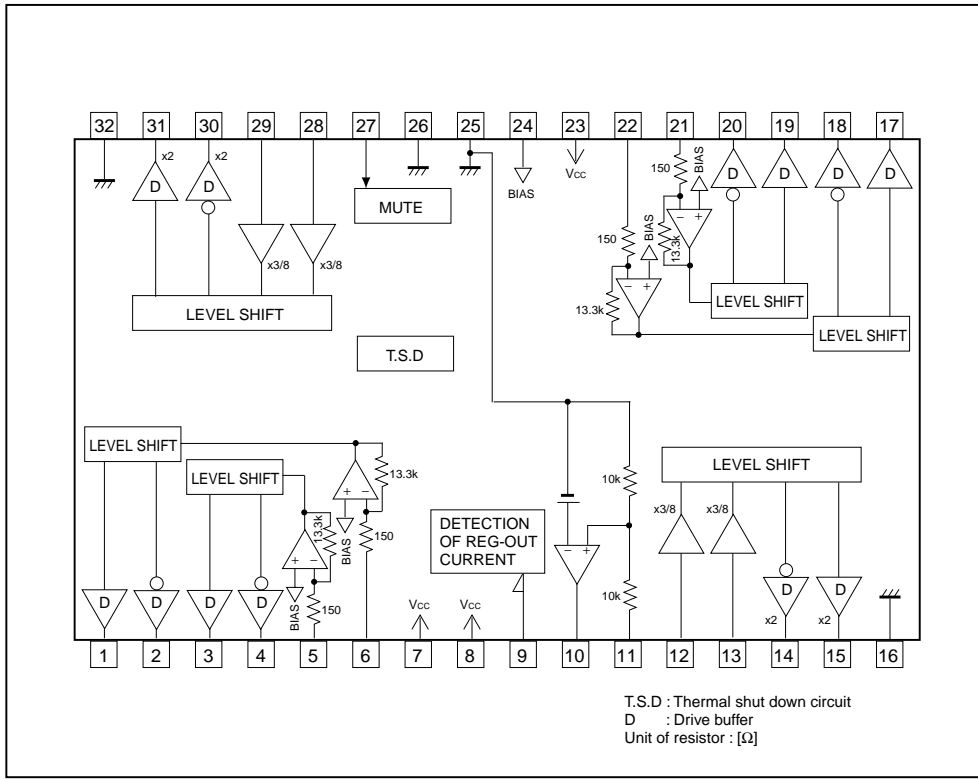 32 31 30 29 28 27 26 25 24 23 22 21 20 19 18 17
x2 x2
D D
BIAS
Vcc
150
BIAS
D D D D
MUTE
x3/8 x3/8
150
BIAS
- +
13.3k
- +
13.3k
LEVEL SHIFT
LEVEL SHIFT
LEVEL SHIFT
T.S.D
LEVEL SHIFT
LEVEL SHIFT
+ -
13.3k
BIAS
150
13.3k
+ -
BIAS
150
DETECTION
OF REG-OUT
CURRENT
10k
- +
10k
LEVEL SHIFT
x3/8 x3/8
D D
x2 x2
D D D D
Vcc Vcc
1 2 3 4 5 6 7 8 9 10 11 12 13 14 15 16
T.S.D : Thermal shut down circuit
D : Drive buffer
Unit of resistor : [Ω]